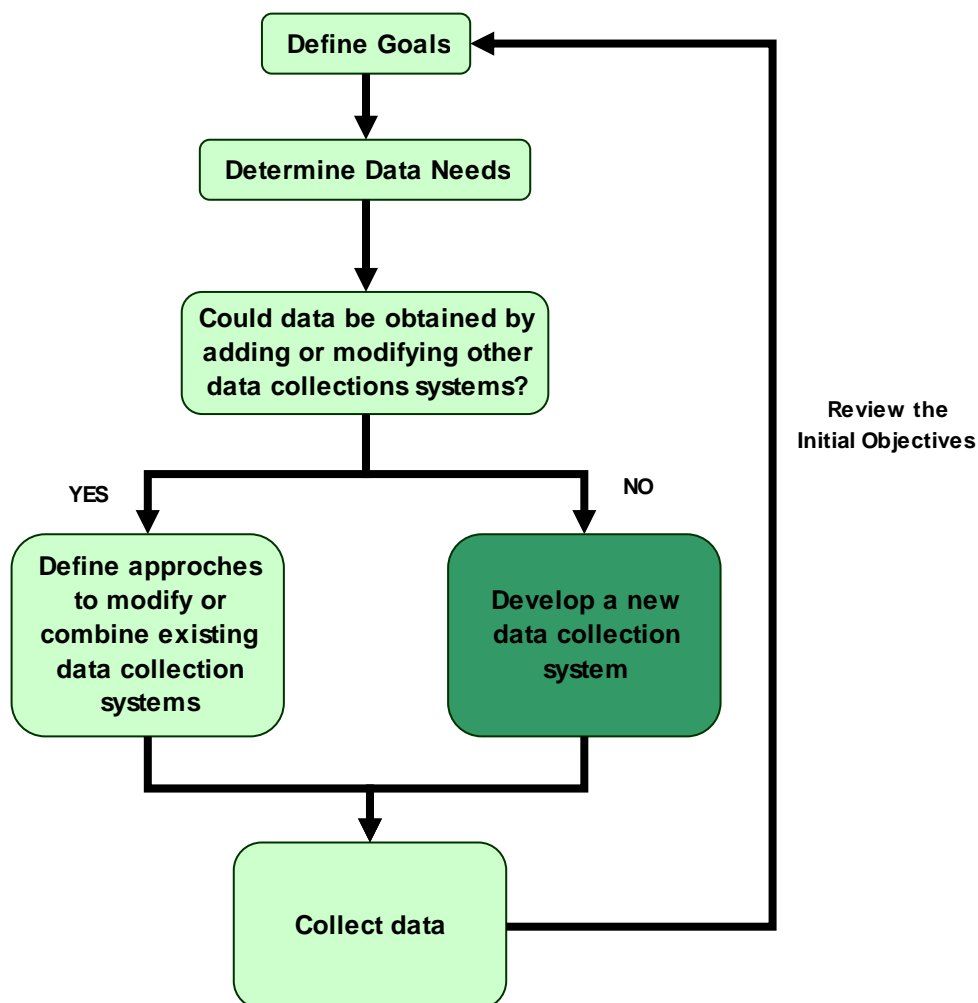 Define Goals
Determine Data Needs
Could data be obtained by
adding or modifying other
data collections systems?
Review the
Initial Objectives
YES
NO
Define approches
to modify or
combine existing
data collection
systems
Develop a new
data collection
system
Collect data